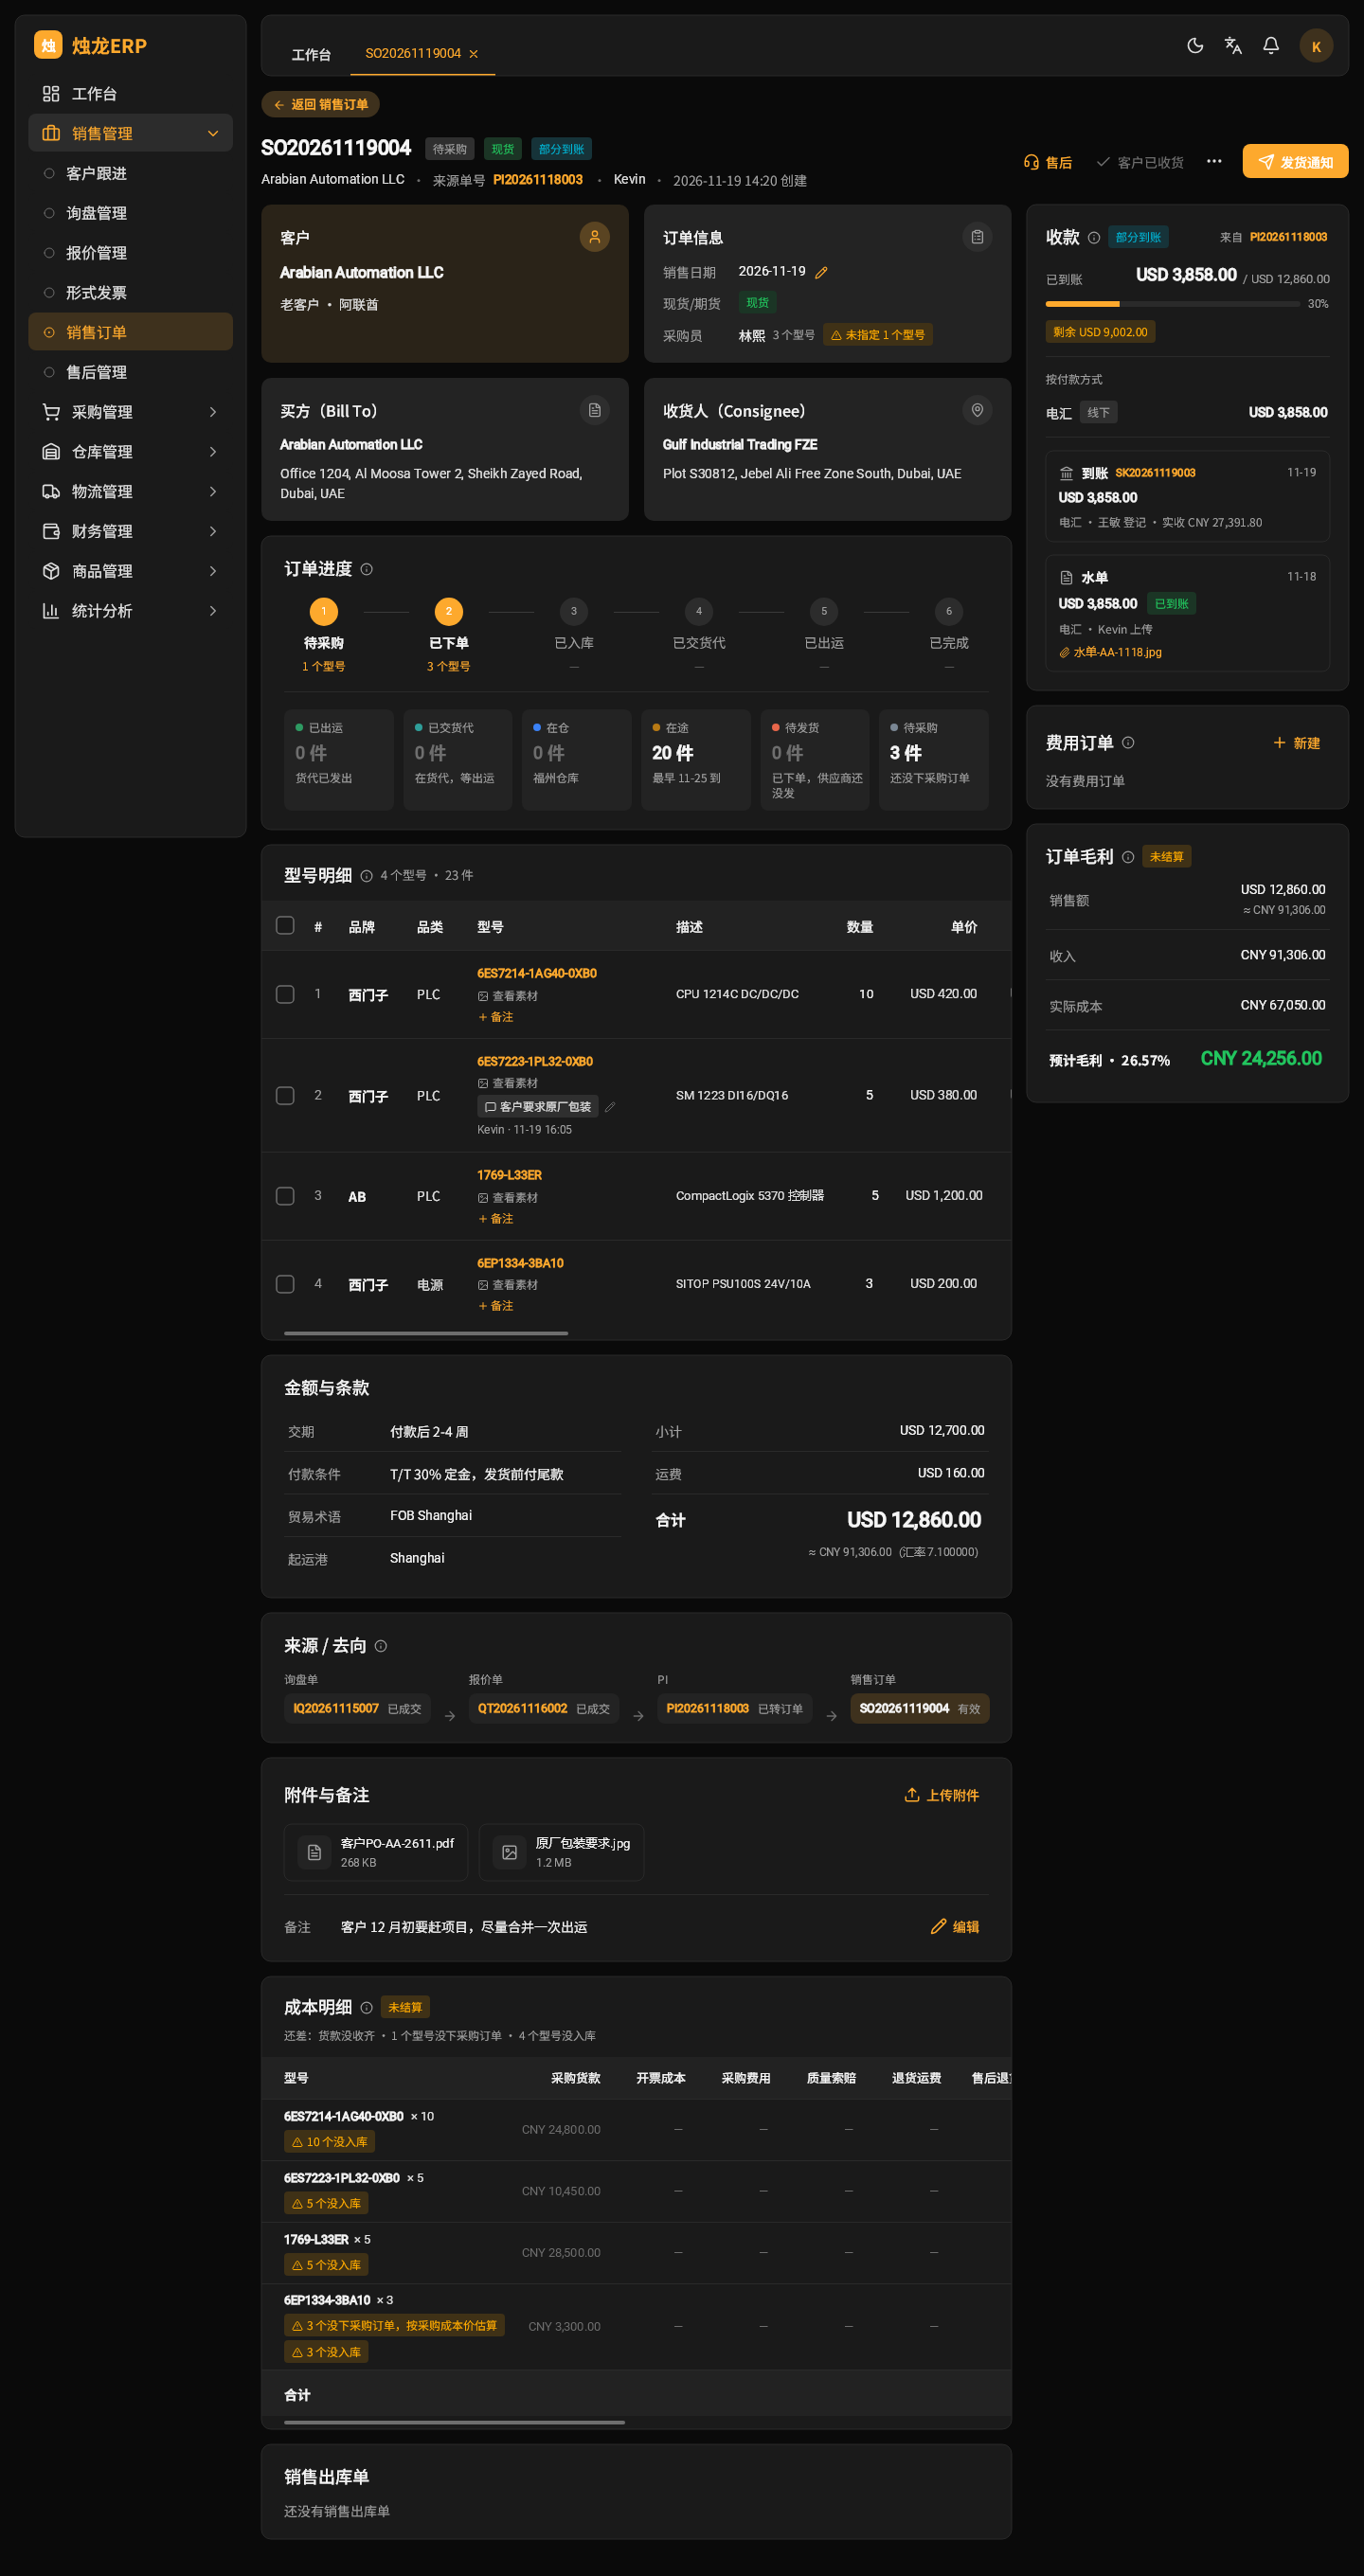 烛 烛龙ERP
工作台
销售管理
客户跟进
询盘管理
报价管理
形式发票
销售订单
售后管理
采购管理
仓库管理
物流管理
财务管理
商品管理
统计分析
工作台 SO20261119004
K
返回 销售订单
SO20261119004 待采购 现货 部分到账
Arabian Automation LLC • 来源单号 PI20261118003 • Kevin • 2026-11-19 14:20 创建
售后 客户已收货 ··· 发货通知
客户
Arabian Automation LLC
老客户 • 阿联酋
订单信息
销售日期 2026-11-19
现货/期货 现货
采购员 林熙 3 个型号 未指定 1 个型号
买方（Bill To）
Arabian Automation LLC
Office 1204, Al Moosa Tower 2, Sheikh Zayed Road,
Dubai, UAE
收货人（Consignee）
Gulf Industrial Trading FZE
Plot S30812, Jebel Ali Free Zone South, Dubai, UAE
订单进度
1 2 3 4 5 6
待采购 已下单 已入库 已交货代 已出运 已完成
1 个型号 3 个型号 — — — —
已出运 已交货代 在仓 在途 待发货 待采购
0 件 0 件 0 件 20 件 0 件 3 件
货代已发出 在货代，等出运 福州仓库 最早 11-25 到 已下单，供应商还 还没下采购订单
没发
型号明细 4 个型号 • 23 件
# 品牌 品类 型号 描述 数量 单价
6ES7214-1AG40-0XB0
1 西门子 PLC 查看素材 CPU 1214C DC/DC/DC 10 USD 420.00
+ 备注
6ES7223-1PL32-0XB0
查看素材
2 西门子 PLC 客户要求原厂包装 SM 1223 DI16/DQ16 5 USD 380.00
Kevin · 11-19 16:05
1769-L33ER
3 AB PLC 查看素材 CompactLogix 5370 控制器 5 USD 1,200.00
+ 备注
6EP1334-3BA10
4 西门子 电源 查看素材 SITOP PSU100S 24V/10A 3 USD 200.00
+ 备注
金额与条款
交期 付款后 2-4 周
付款条件 T/T 30% 定金，发货前付尾款
贸易术语 FOB Shanghai
起运港 Shanghai
小计 USD 12,700.00
运费 USD 160.00
合计 USD 12,860.00
≈ CNY 91,306.00（汇率 7.100000）
来源 / 去向
询盘单 报价单 PI 销售订单
IQ20261115007 已成交 → QT20261116002 已成交 → PI20261118003 已转订单 → SO20261119004 有效
附件与备注 上传附件
客户PO-AA-2611.pdf
268 KB
原厂包装要求.jpg
1.2 MB
备注 客户 12 月初要赶项目，尽量合并一次出运 编辑
成本明细 未结算
还差：货款没收齐 • 1 个型号没下采购订单 • 4 个型号没入库
型号 采购货款 开票成本 采购费用 质量索赔 退货运费 售后退
6ES7214-1AG40-0XB0 × 10
10 个没入库 CNY 24,800.00 — — — —
6ES7223-1PL32-0XB0 × 5
5 个没入库 CNY 10,450.00 — — — —
1769-L33ER × 5
5 个没入库 CNY 28,500.00 — — — —
6EP1334-3BA10 × 3
3 个没下采购订单，按采购成本价估算 CNY 3,300.00 — — — —
3 个没入库
合计
销售出库单
还没有销售出库单
收款 部分到账 来自 PI20261118003
已到账 USD 3,858.00 / USD 12,860.00
30%
剩余 USD 9,002.00
按付款方式
电汇 线下 USD 3,858.00
到账 SK20261119003 11-19
USD 3,858.00
电汇 • 王敏 登记 • 实收 CNY 27,391.80
水单 11-18
USD 3,858.00 已到账
电汇 • Kevin 上传
水单-AA-1118.jpg
费用订单 + 新建
没有费用订单
订单毛利 未结算
销售额 USD 12,860.00
≈ CNY 91,306.00
收入 CNY 91,306.00
实际成本 CNY 67,050.00
预计毛利 • 26.57% CNY 24,256.00